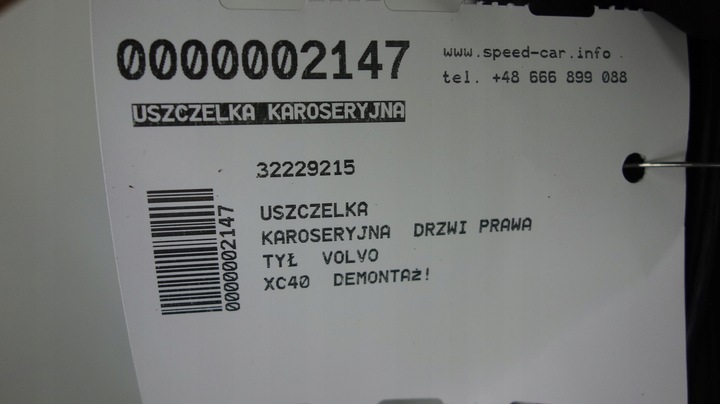 0000002147
www.speed-car.info
tel. +48 666 899 088
USZCZELKA KAROSERYJNA
32229215
0000002147
USZCZELKA
KAROSERYJNA DRZWI PRAWA
TYŁ VOLVO
XC40 DEMONTAż!